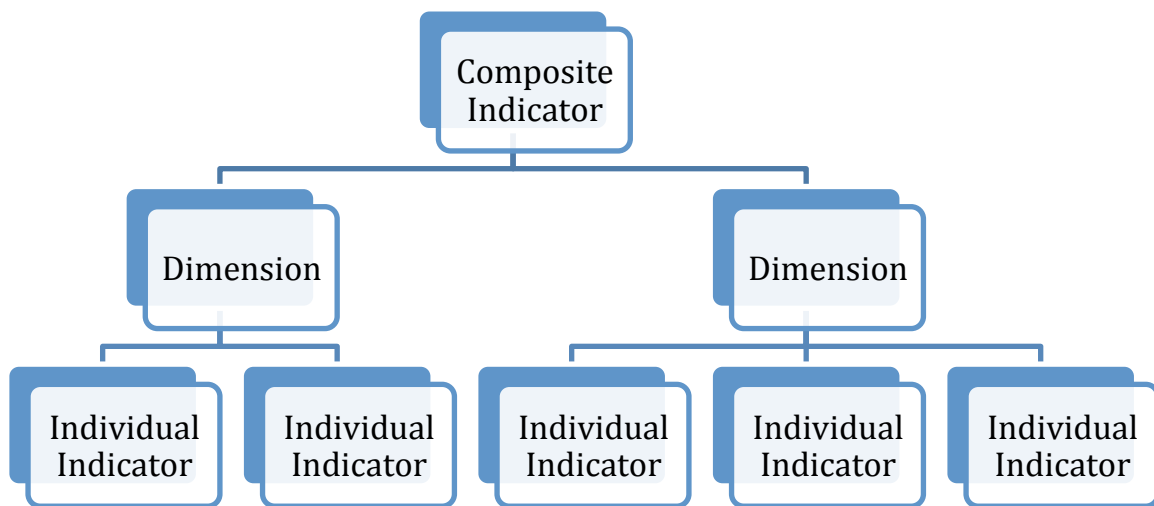 Composite
Indicator
Dimension
Dimension
Individual
Indicator
Individual
Indicator
Individual
Indicator
Individual
Indicator
Individual
Indicator